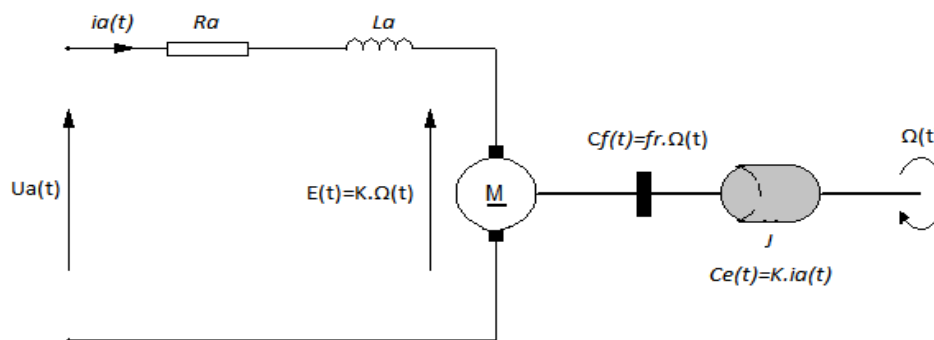 ia(t)
Ra
La
Ua(t)
E(t)=K.Ω(t)
M
Cf(t)=fr.Ω(t)
Ω(t
J
Ce(t)=K.ia(t)